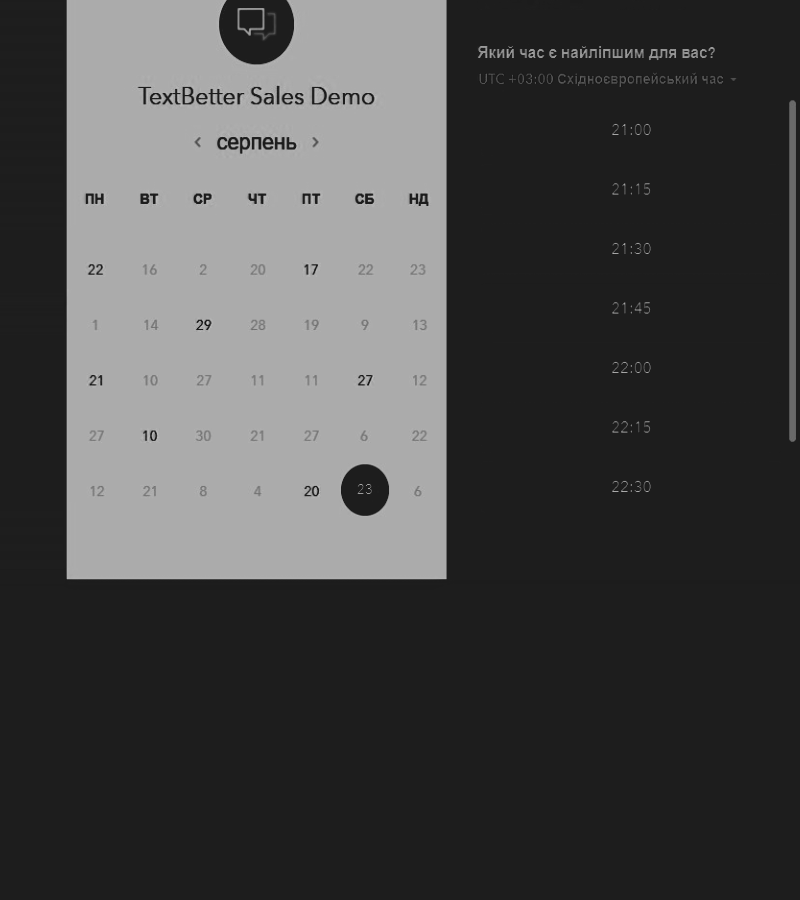 TextBetter Sales Demo
‹ серпень ›
ПН ВТ СР ЧТ ПТ СБ НД
22 16 2 20 17 22 23
1 14 29 28 19 9 13
21 10 27 11 11 27 12
27 10 30 21 27 6 22
12 21 8 4 20 23 6
Який час є найліпшим для вас?
UTC +03:00 Східноєвропейський час
21:00
21:15
21:30
21:45
22:00
22:15
22:30